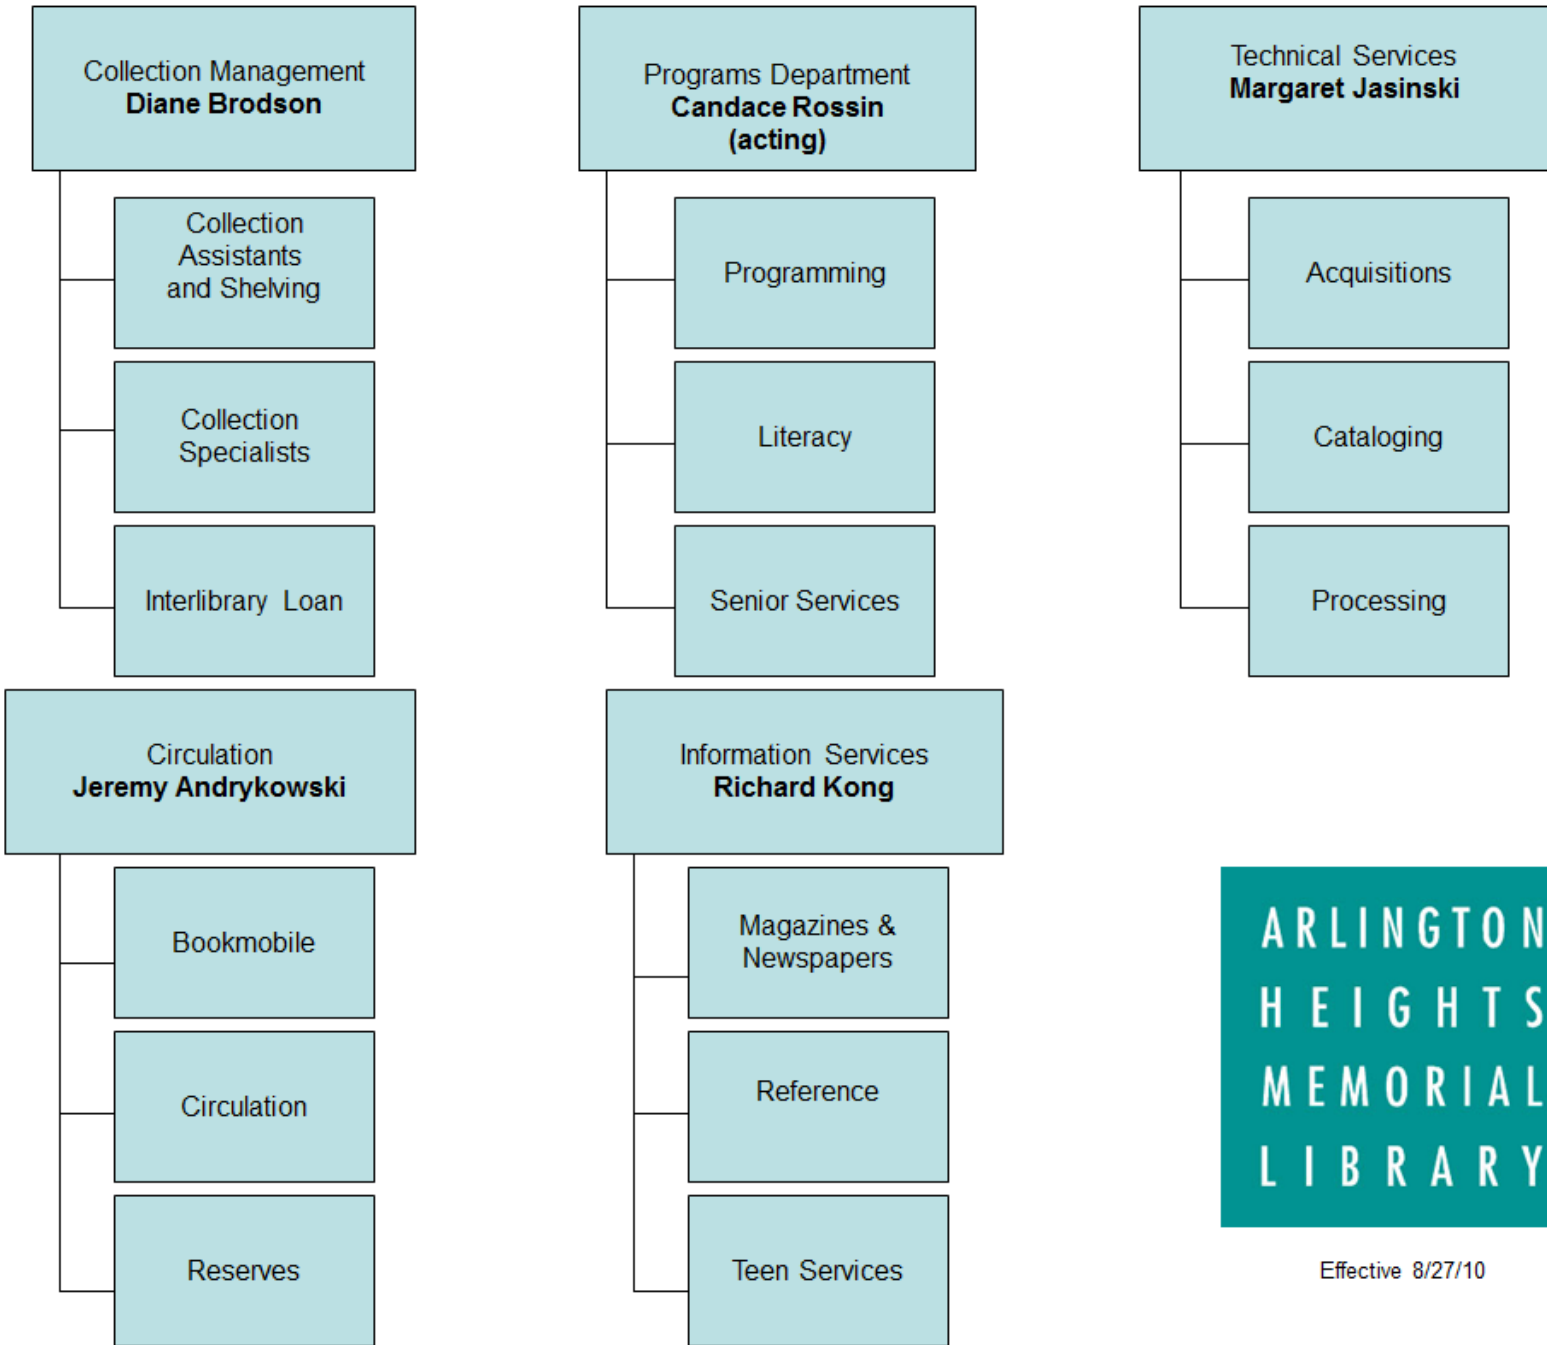 Collection Management
Diane Brodson
Collection
Assistants
and Shelving
Collection
Specialists
Interlibrary Loan
Programs Department
Candace Rossin
(acting)
Programming
Literacy
Senior Services
Technical Services
Margaret Jasinski
Acquisitions
Cataloging
Processing
Circulation
Jeremy Andrykowski
Bookmobile
Circulation
Reserves
Information Services
Richard Kong
Magazines &
Newspapers
Reference
Teen Services
ARLINGTON
HEIGHTS
MEMORIAL
LIBRARY
Effective 8/27/10